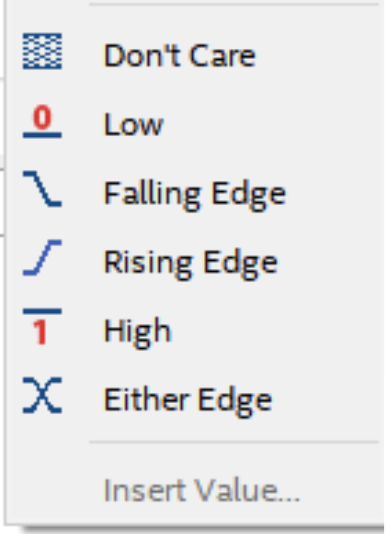 Don't Care
0 Low
Falling Edge
Rising Edge
1 High
Either Edge
Insert Value...